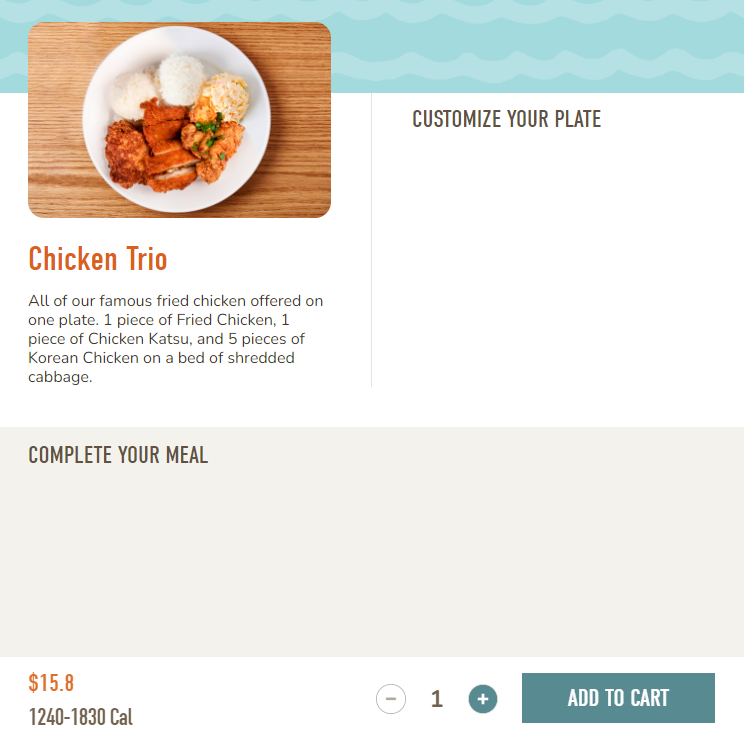 CUSTOMIZE YOUR PLATE
Chicken Trio
All of our famous fried chicken offered on
one plate. 1 piece of Fried Chicken, 1
piece of Chicken Katsu, and 5 pieces of
Korean Chicken on a bed of shredded
cabbage.
COMPLETE YOUR MEAL
$15.8
1240-1830 Cal
− 1 +
ADD TO CART